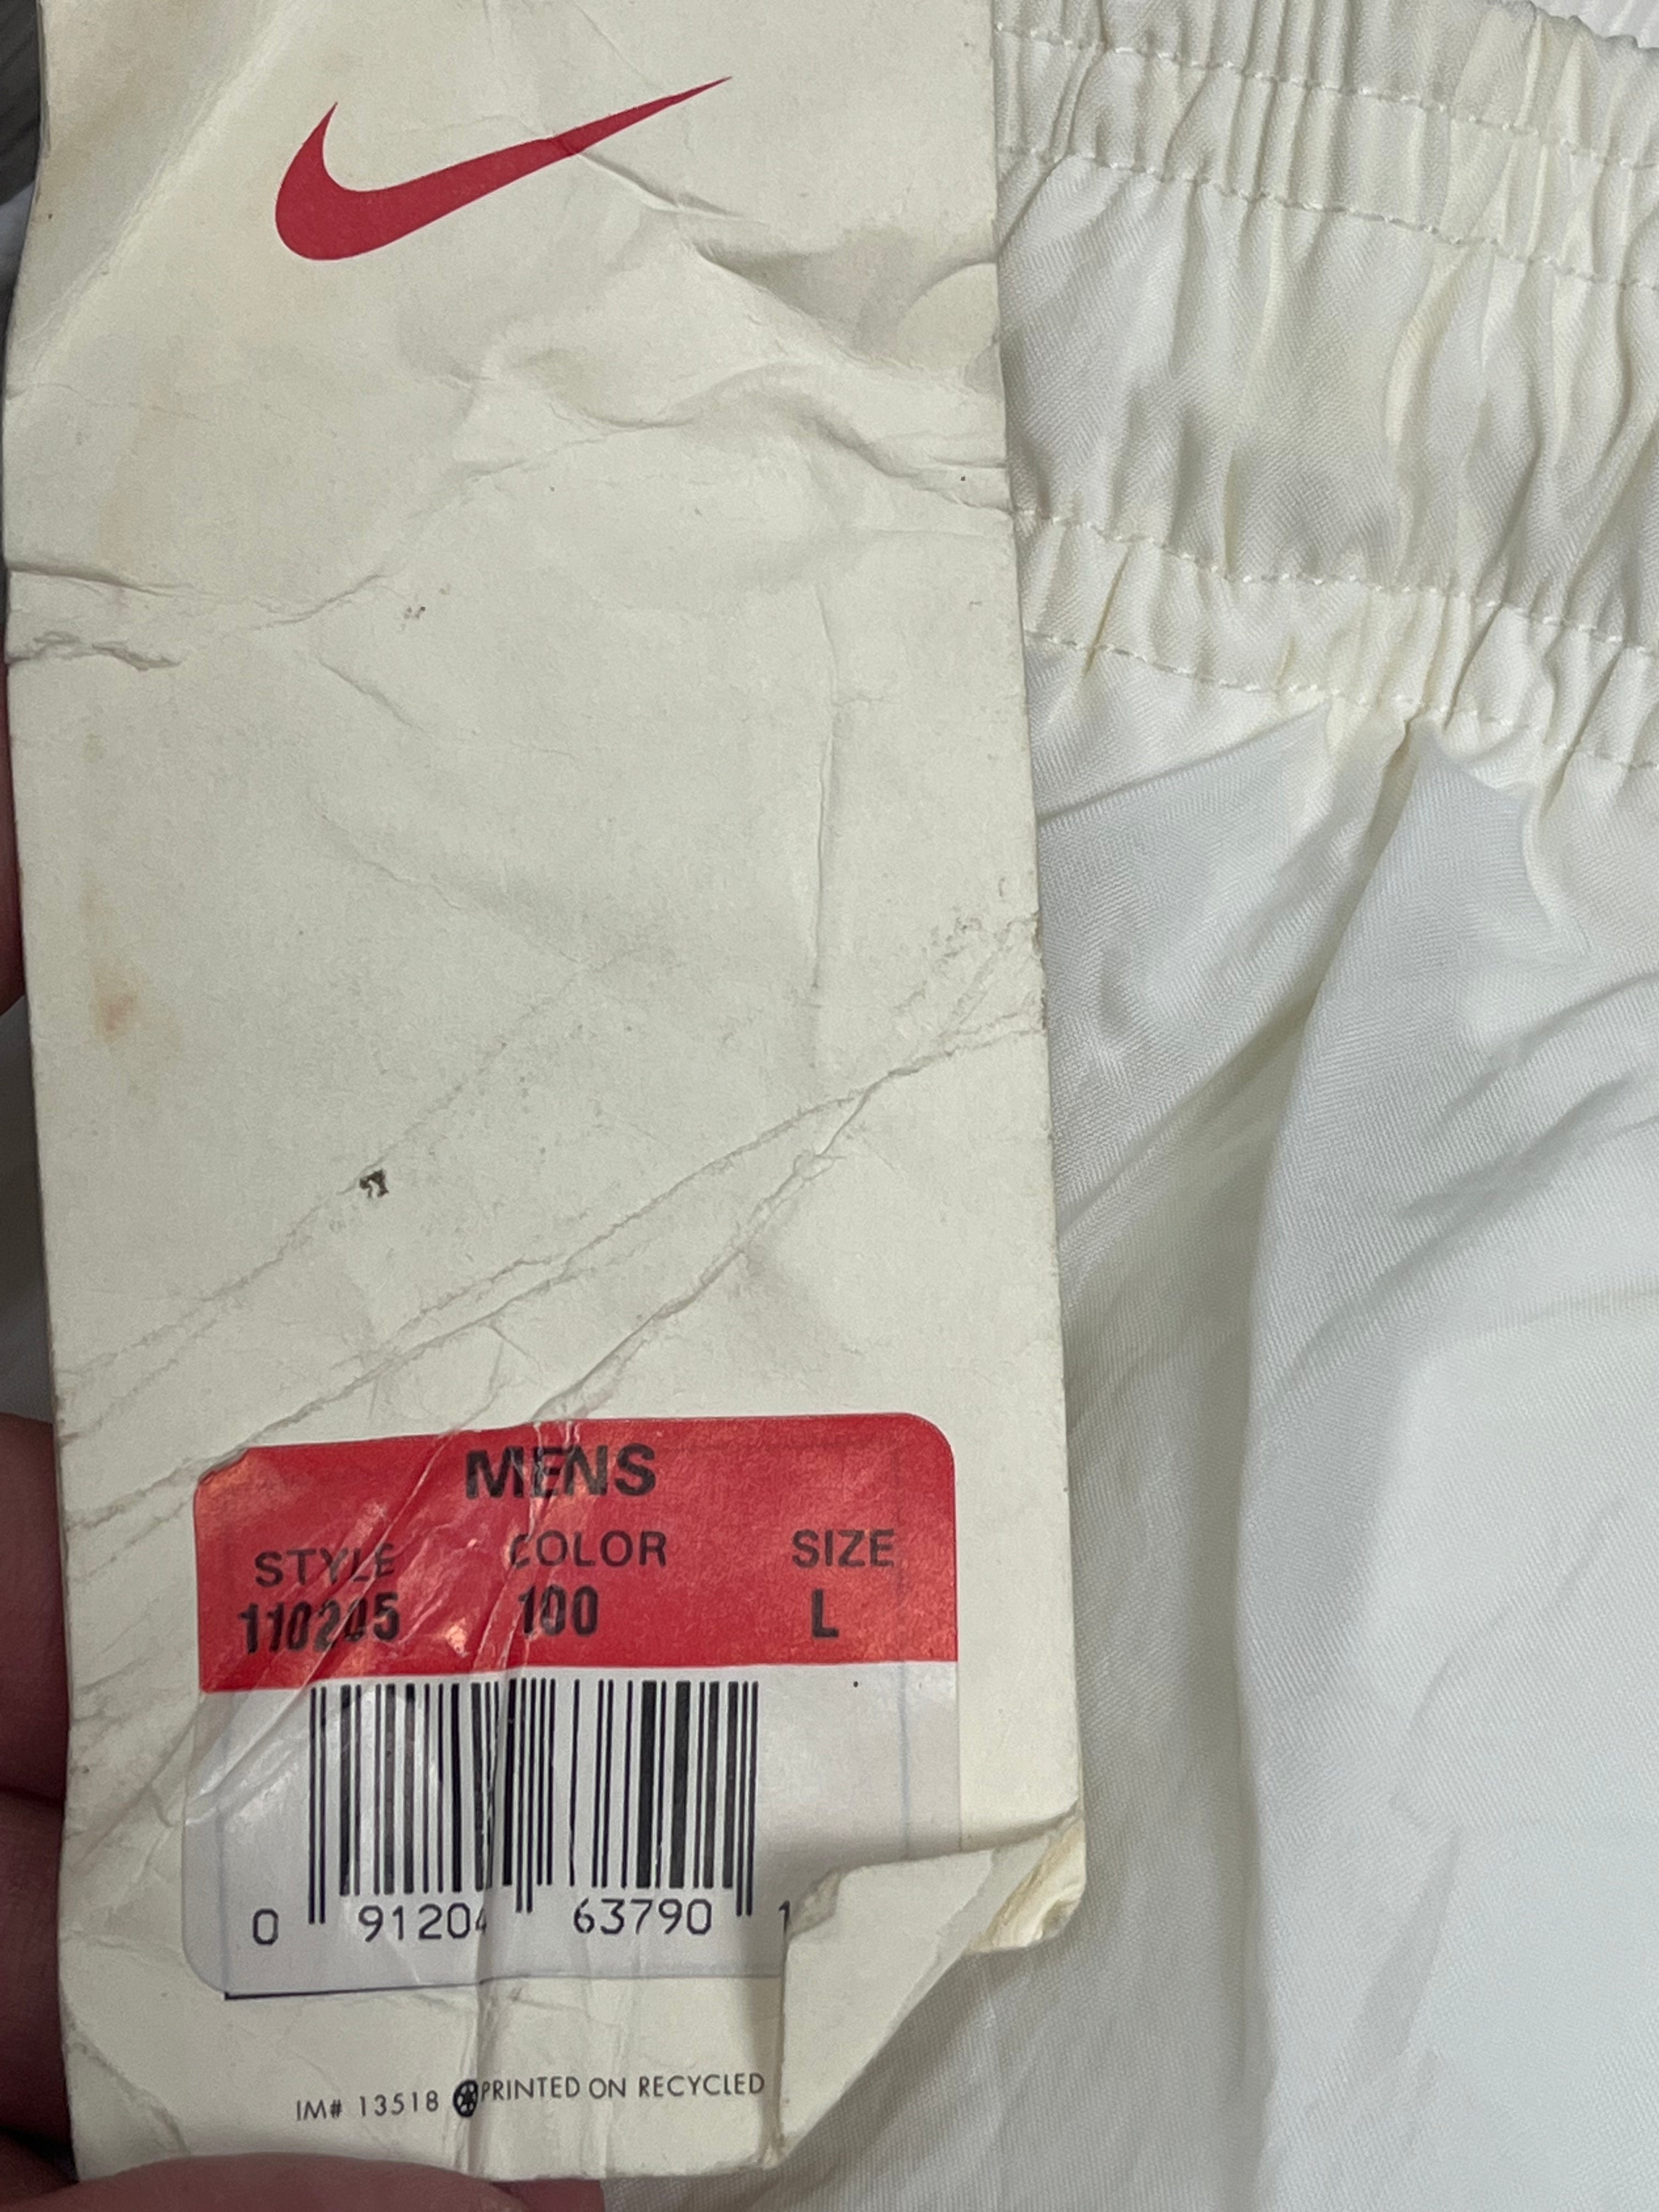 MENS
STYLE COLOR SIZE
110205 100 L
0 91204 63790 1
IM# 13518 PRINTED ON RECYCLED